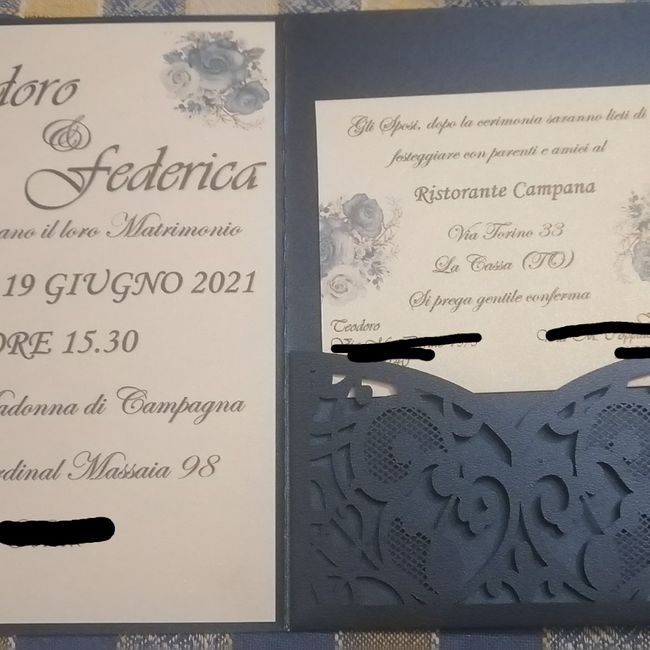 doro
&
Federica
ano il loro Matrimonio
19 GIUGNO 2021
ORE 15.30
adonna di Campagna
rdinal Massaia 98
Gli Sposi, dopo la cerimonia saranno lieti di
festeggiare con parenti e amici al
Ristorante Campana
Via Torino 33
La Cassa (TO))
Si prega gentile conferma
Teodoro